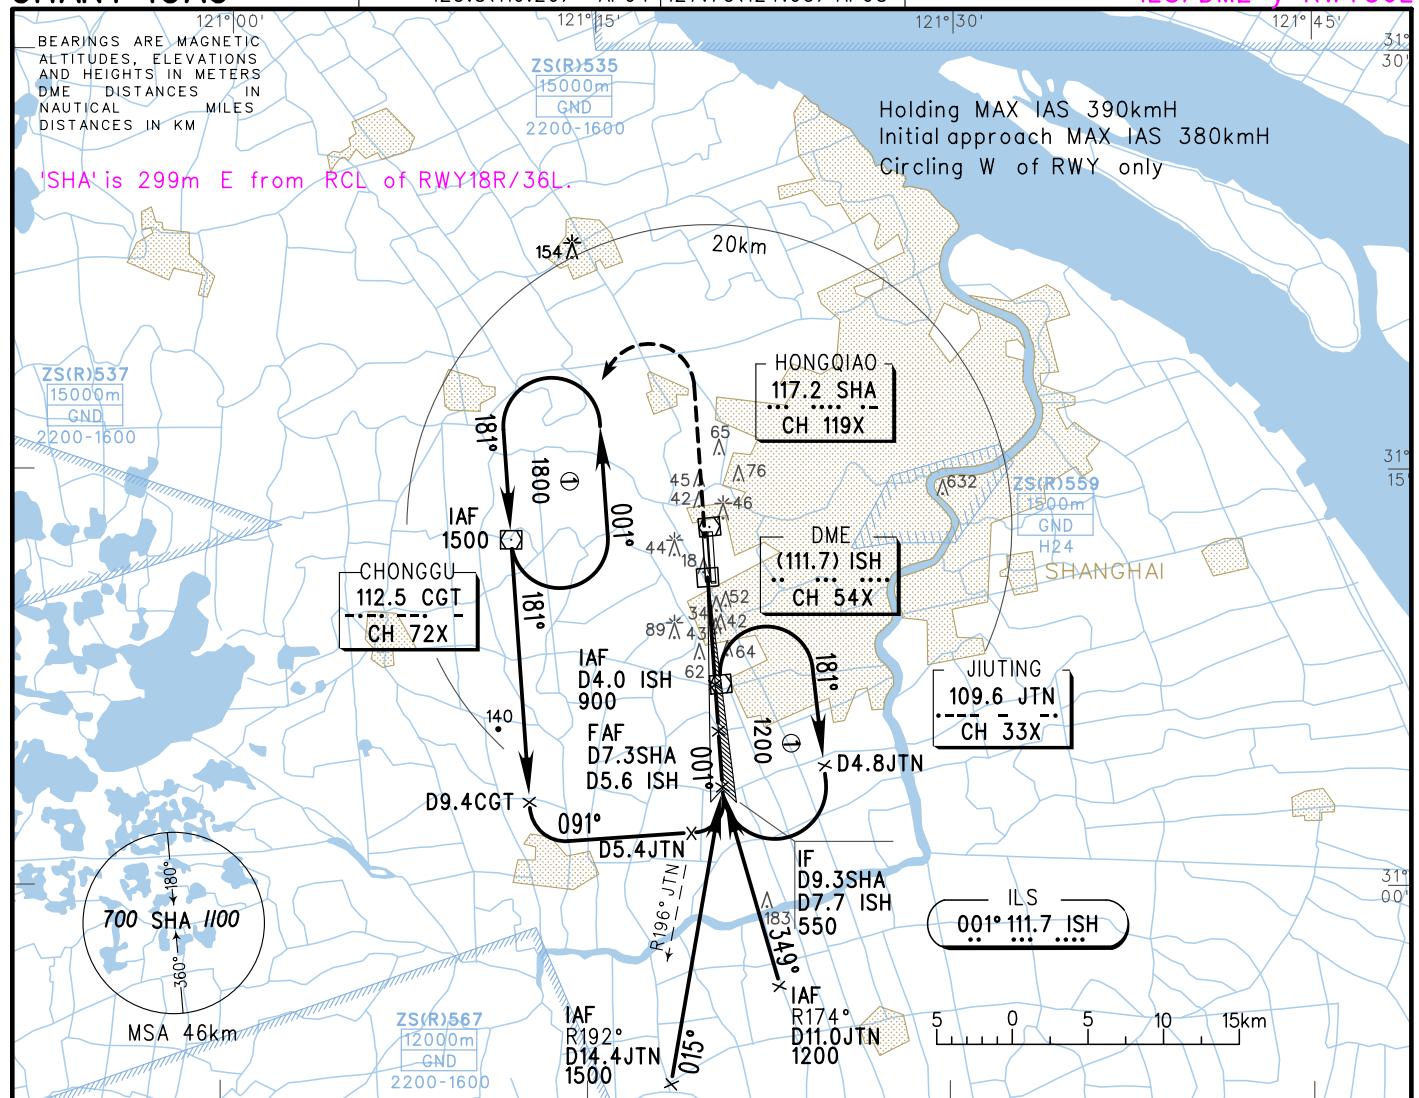 121°00'
121°15'
121°30'
121°45'
BEARINGS ARE MAGNETIC
ALTITUDES, ELEVATIONS
AND HEIGHTS IN METERS
DME DISTANCES IN
NAUTICAL MILES
DISTANCES IN KM
31°
30'
ZS(R)535
15000m
GND
2200-1600
Holding MAX IAS 390kmH
Initial approach MAX IAS 380kmH
Circling W of RWY only
'SHA' is 299m E from RCL of RWY18R/36L.
154
20km
ZS(R)537
15000m
GND
2200-1600
HONGQIAO
117.2 SHA
CH 119X
181°
1800
①
001°
65
76
45
42
46
632
31°
15'
ZS(R)559
1500m
GND
H24
IAF
1500
44
18
DME
(111.7) ISH
CH 54X
SHANGHAI
CHONGGU
112.5 CGT
CH 72X
181°
52
34
42
43
89
64
62
IAF
D4.0 ISH
900
181°
JIUTING
109.6 JTN
CH 33X
140
FAF
D7.3SHA
D5.6 ISH
001°
1200
①
D4.8JTN
D9.4CGT
091°
D5.4JTN
R196° JTN
IF
D9.3SHA
D7.7 ISH
550
183
31°
00'
180°
700 SHA 1100
360°
MSA 46km
ILS
001° 111.7 ISH
349°
IAF
R174°
D11.0JTN
1200
IAF
R192°
D14.4JTN
1500
015°
ZS(R)567
12000m
GND
2200-1600
5 0 5 10 15km